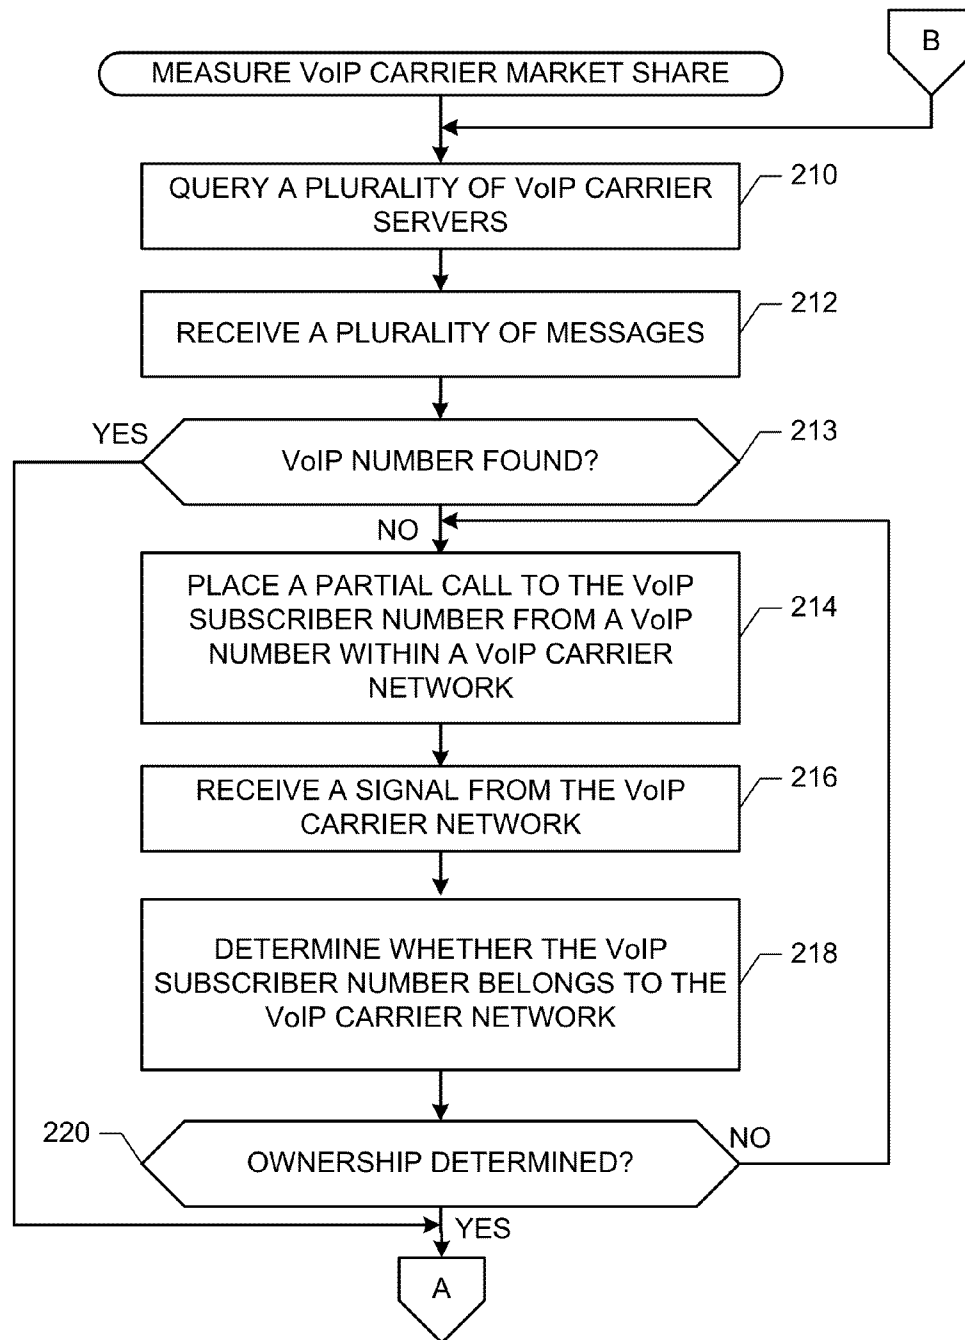 B
MEASURE VoIP CARRIER MARKET SHARE
QUERY A PLURALITY OF VoIP CARRIER
SERVERS
210
RECEIVE A PLURALITY OF MESSAGES
212
YES
VoIP NUMBER FOUND?
213
NO
PLACE A PARTIAL CALL TO THE VoIP
SUBSCRIBER NUMBER FROM A VoIP
NUMBER WITHIN A VoIP CARRIER
NETWORK
214
RECEIVE A SIGNAL FROM THE VoIP
CARRIER NETWORK
216
DETERMINE WHETHER THE VoIP
SUBSCRIBER NUMBER BELONGS TO THE
VoIP CARRIER NETWORK
218
220
OWNERSHIP DETERMINED?
NO
YES
A